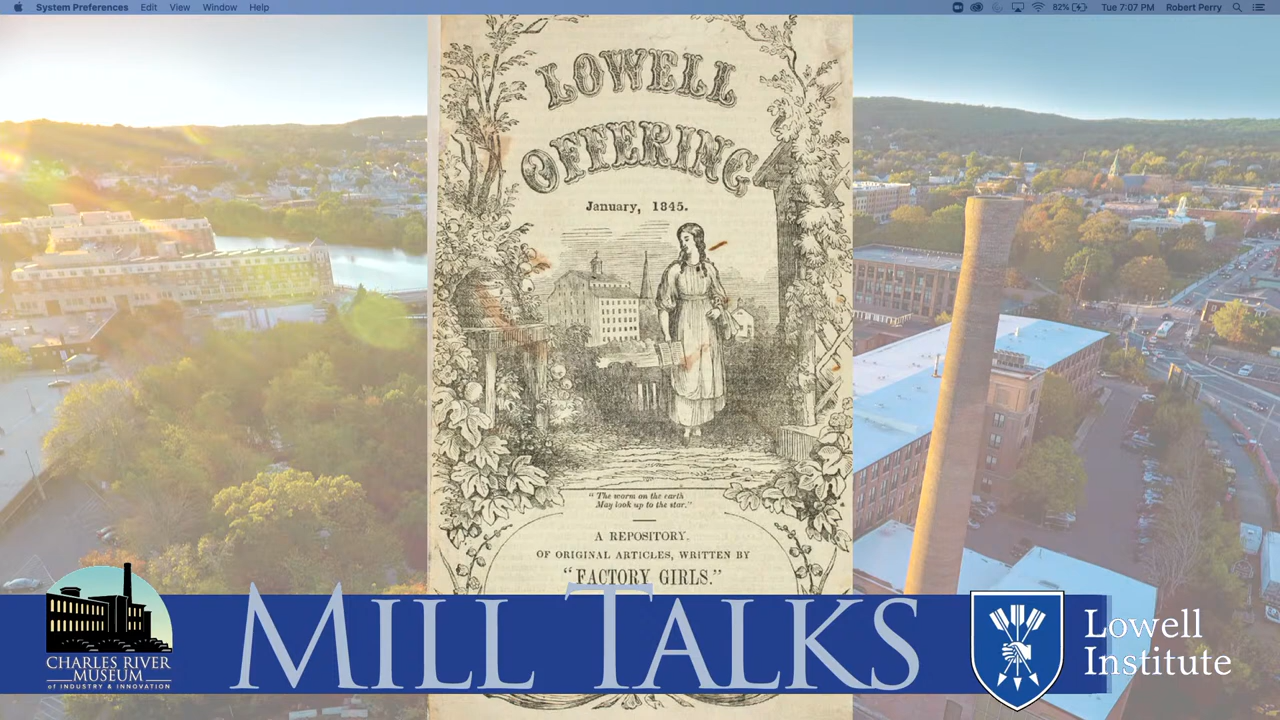 System Preferences Edit View Window Help 82% Tue 7:07 PM Robert Perry
LOWELL
OFFERING
January, 1845.
"The worm on the earth
May look up to the star."
A REPOSITORY.
OF ORIGINAL ARTICLES, WRITTEN BY
"FACTORY GIRLS."
CHARLES RIVER
MUSEUM
of INDUSTRY & INNOVATION
MILL TALKS
Lowell
Institute